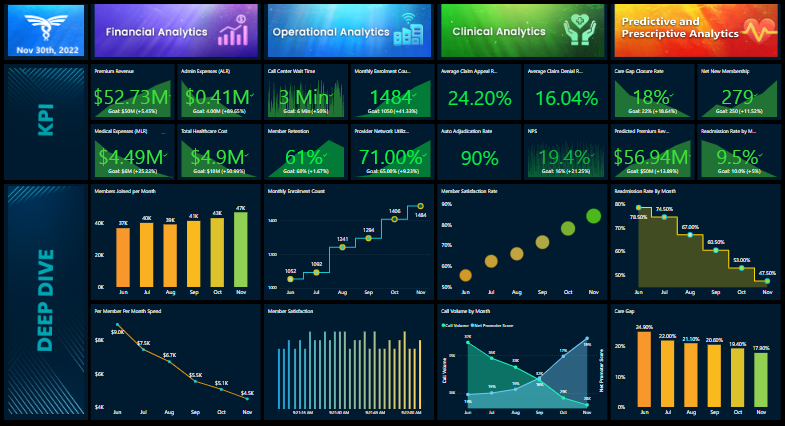 Nov 30th, 2022
Financial Analytics
Operational Analytics
Clinical Analytics
Predictive and
Prescriptive Analytics
KPI
Premium Revenue
$52.73M
Goal: $50M (+5.45%)
Admin Expenses (ALR)
$0.41M
Goal: 4.00M (+89.65%)
Call Center Wait Time
3 Min
Goal: 6 Min (+50%)
Monthly Enrolment Cou...
1484
Goal: 1050 (+41.33%)
Average Claim Appeal R...
24.20%
Average Claim Denial R...
16.04%
Care Gap Closure Rate
18%
Goal: 22% (+18.64%)
Net New Membership
279
Goal: 250 (+11.52%)
Medical Expenses (MLR)
$4.49M
Goal: $6M (+25.23%)
Total Healthcare Cost
$4.9M
Goal: $10M (+50.99%)
Member Retention
61%
Goal: 60% (+1.67%)
Provider Network Utiliz...
71.00%
Goal: 65.00% (+9.23%)
Auto Adjudication Rate
90%
NPS
19.4%
Goal: 16% (+21.25%)
Predicted Premium Rev...
$56.94M
Goal: $50M (+13.89%)
Readmission Rate by M...
9.5%
Goal: 10.0% (+5%)
DEEP DIVE
Members Joined per Month
40K
20K
0K
37K
40K
39K
41K
43K
47K
Jun
Jul
Aug
Sep
Oct
Nov
Monthly Enrolment Count
1400
1200
1000
1052
1092
1241
1294
1406
1484
Jun
Jul
Aug
Sep
Oct
Nov
Member Satisfaction Rate
90%
80%
70%
60%
50%
Jun
Jul
Aug
Sep
Oct
Nov
Readmission Rate By Month
80%
70%
60%
50%
78.50%
74.50%
67.00%
60.50%
53.00%
47.50%
Jun
Jul
Aug
Sep
Oct
Nov
Per Member Per Month Spend
$8K
$6K
$4K
$9.0K
$7.5K
$6.7K
$5.5K
$5.1K
$4.5K
Jun
Jul
Aug
Sep
Oct
Nov
Member Satisfaction
Call Volume by Month
Call Volume
Net Promoter Score
Call Volume
Net Promoter Score
Jun
Jul
Aug
Sep
Oct
Nov
Care Gap
20%
10%
0%
24.90%
22.00%
21.10%
20.60%
19.40%
17.90%
Jun
Jul
Aug
Sep
Oct
Nov